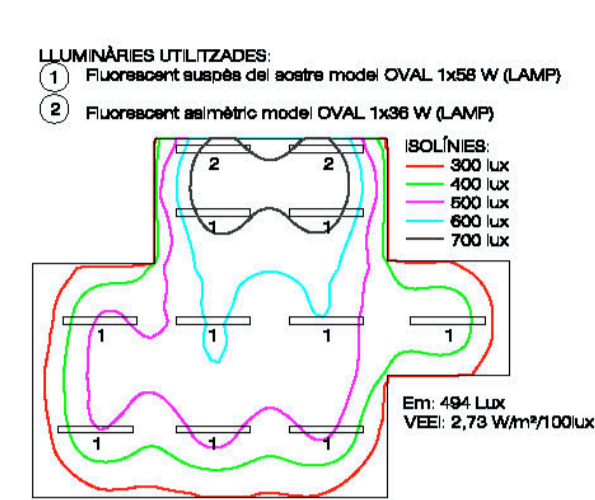 LLUMINÀRIES UTILITZADES:
1 Fluorescent suspès del sostre model OVAL 1x58 W (LAMP)
2 Fluorescent asimètric model OVAL 1x36 W (LAMP)
ISOLÍNIES:
300 lux
400 lux
500 lux
600 lux
700 lux
2 2
1 1
1 1 1 1
1 1 1
Em: 494 Lux
VEEI: 2,73 W/m²/100lux